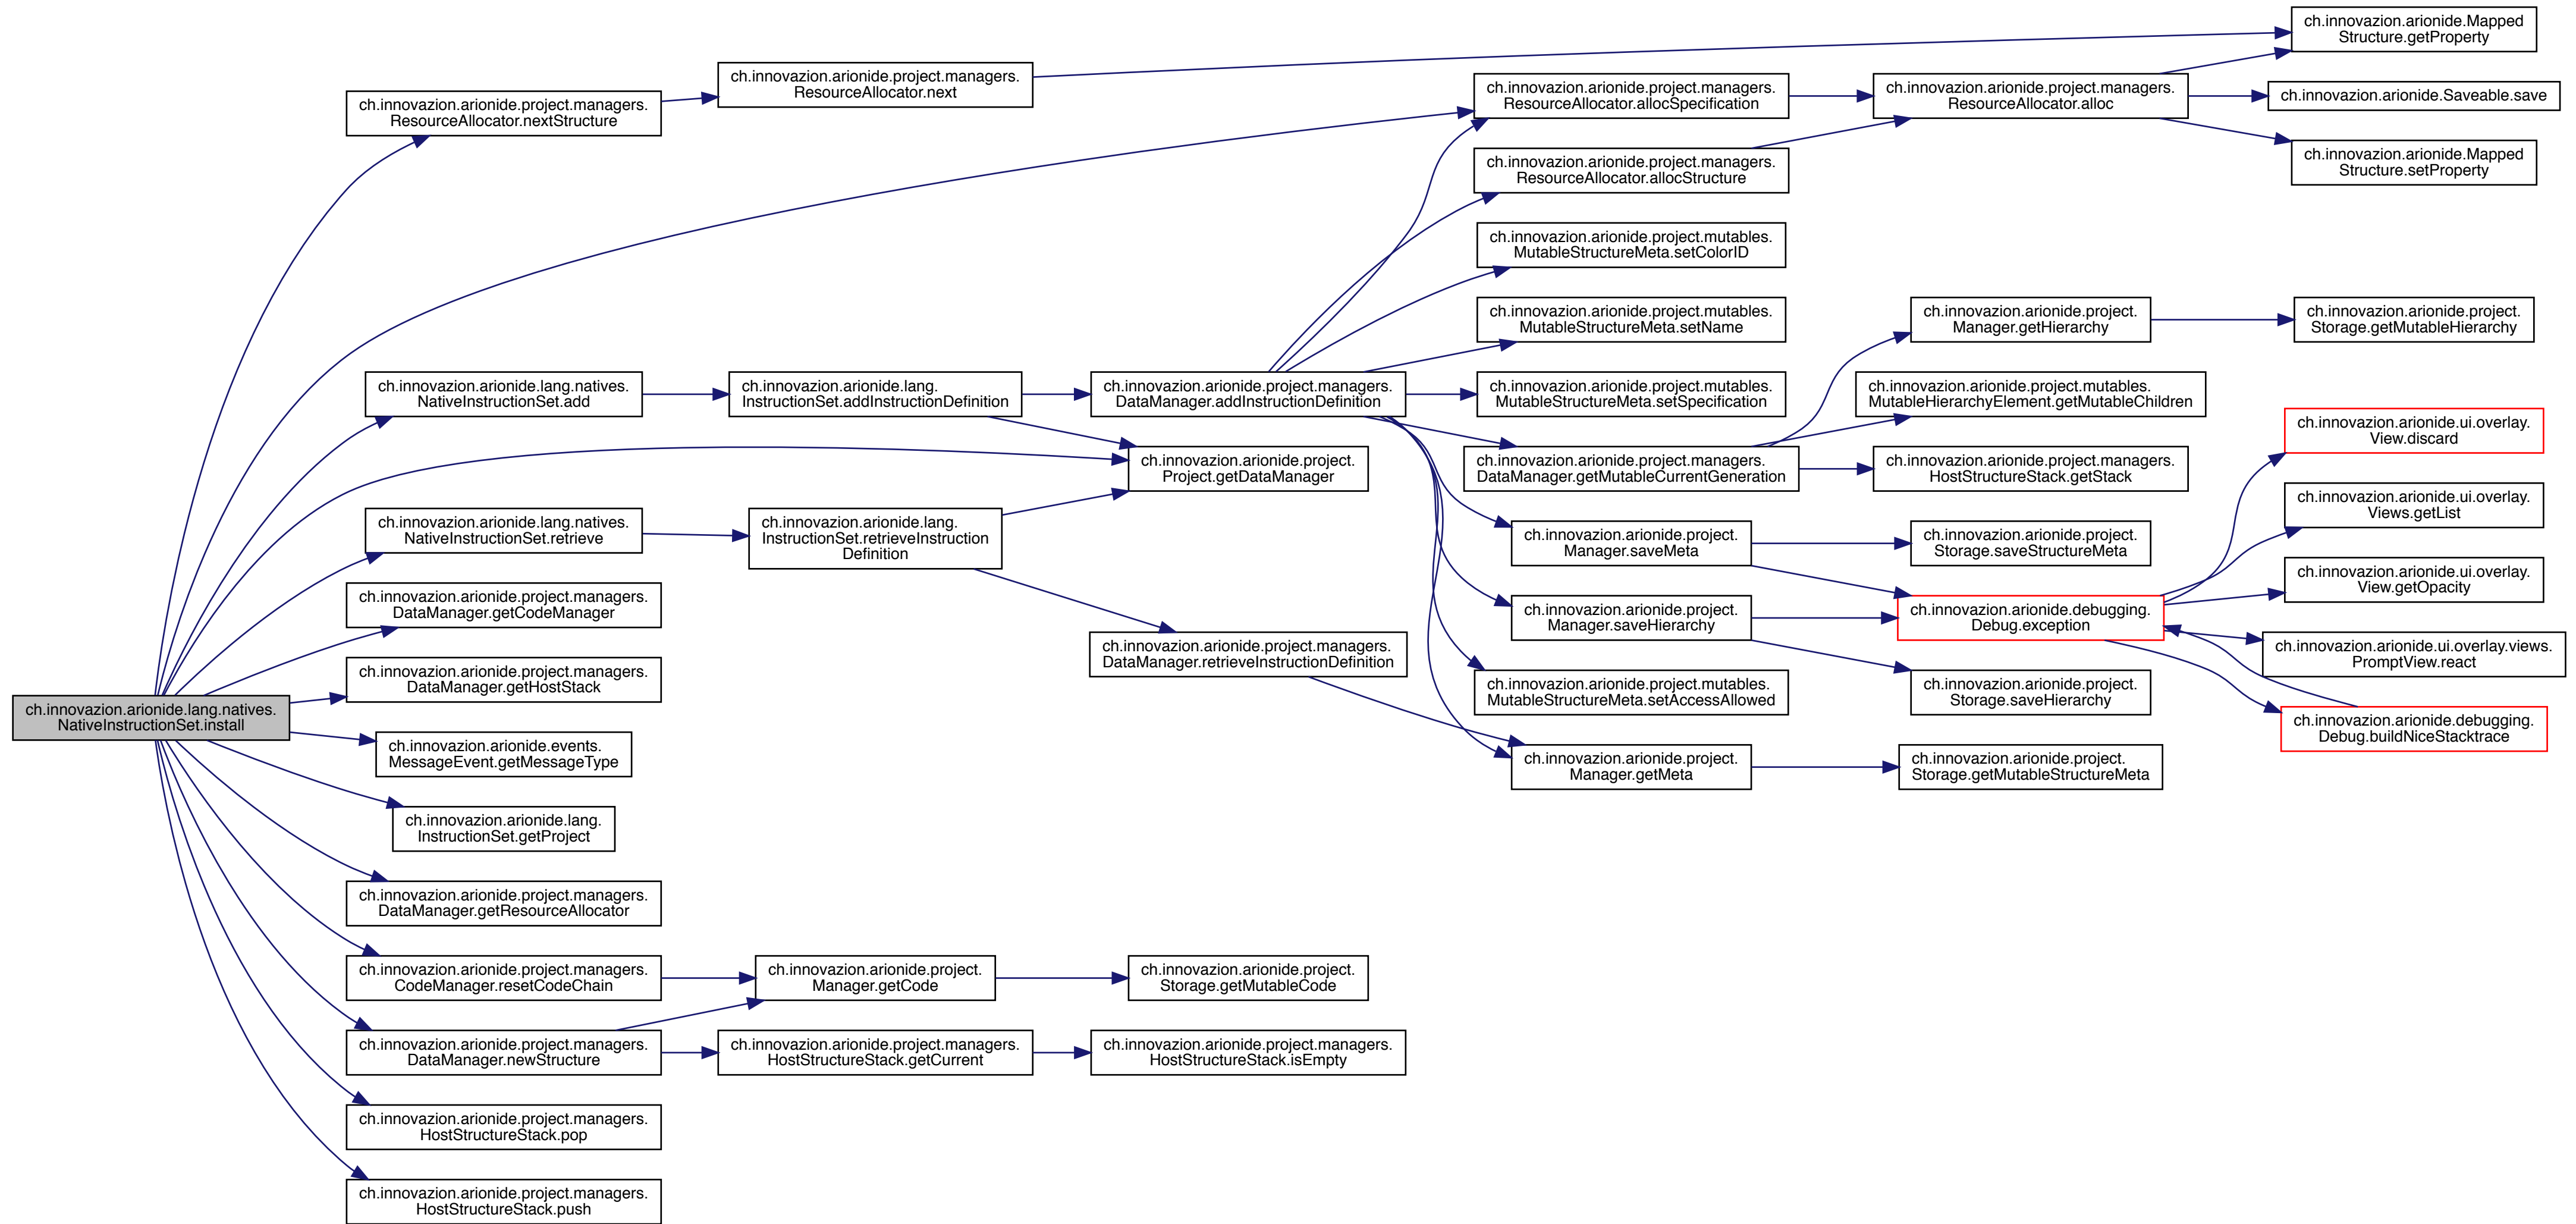 ch.innovazion.arionide.lang.natives.
NativeInstructionSet.install
ch.innovazion.arionide.project.managers.
ResourceAllocator.nextStructure
ch.innovazion.arionide.lang.natives.
NativeInstructionSet.add
ch.innovazion.arionide.lang.natives.
NativeInstructionSet.retrieve
ch.innovazion.arionide.project.managers.
DataManager.getCodeManager
ch.innovazion.arionide.project.managers.
DataManager.getHostStack
ch.innovazion.arionide.events.
MessageEvent.getMessageType
ch.innovazion.arionide.lang.
InstructionSet.getProject
ch.innovazion.arionide.project.managers.
DataManager.getResourceAllocator
ch.innovazion.arionide.project.managers.
CodeManager.resetCodeChain
ch.innovazion.arionide.project.managers.
DataManager.newStructure
ch.innovazion.arionide.project.managers.
HostStructureStack.pop
ch.innovazion.arionide.project.managers.
HostStructureStack.push
ch.innovazion.arionide.project.managers.
ResourceAllocator.next
ch.innovazion.arionide.lang.
InstructionSet.addInstructionDefinition
ch.innovazion.arionide.lang.
InstructionSet.retrieveInstruction
Definition
ch.innovazion.arionide.project.
Manager.getCode
ch.innovazion.arionide.project.managers.
HostStructureStack.getCurrent
ch.innovazion.arionide.project.managers.
DataManager.addInstructionDefinition
ch.innovazion.arionide.project.
Project.getDataManager
ch.innovazion.arionide.project.managers.
DataManager.retrieveInstructionDefinition
ch.innovazion.arionide.project.
Storage.getMutableCode
ch.innovazion.arionide.project.managers.
HostStructureStack.isEmpty
ch.innovazion.arionide.project.managers.
ResourceAllocator.allocSpecification
ch.innovazion.arionide.project.managers.
ResourceAllocator.allocStructure
ch.innovazion.arionide.project.mutables.
MutableStructureMeta.setColorID
ch.innovazion.arionide.project.mutables.
MutableStructureMeta.setName
ch.innovazion.arionide.project.mutables.
MutableStructureMeta.setSpecification
ch.innovazion.arionide.project.managers.
DataManager.getMutableCurrentGeneration
ch.innovazion.arionide.project.
Manager.saveMeta
ch.innovazion.arionide.project.
Manager.saveHierarchy
ch.innovazion.arionide.project.mutables.
MutableStructureMeta.setAccessAllowed
ch.innovazion.arionide.project.
Manager.getMeta
ch.innovazion.arionide.project.managers.
ResourceAllocator.alloc
ch.innovazion.arionide.project.
Manager.getHierarchy
ch.innovazion.arionide.project.mutables.
MutableHierarchyElement.getMutableChildren
ch.innovazion.arionide.project.managers.
HostStructureStack.getStack
ch.innovazion.arionide.project.
Storage.saveStructureMeta
ch.innovazion.arionide.debugging.
Debug.exception
ch.innovazion.arionide.project.
Storage.saveHierarchy
ch.innovazion.arionide.project.
Storage.getMutableStructureMeta
ch.innovazion.arionide.Mapped
Structure.getProperty
ch.innovazion.arionide.Saveable.save
ch.innovazion.arionide.Mapped
Structure.setProperty
ch.innovazion.arionide.project.
Storage.getMutableHierarchy
ch.innovazion.arionide.ui.overlay.
View.discard
ch.innovazion.arionide.ui.overlay.
Views.getList
ch.innovazion.arionide.ui.overlay.
View.getOpacity
ch.innovazion.arionide.ui.overlay.views.
PromptView.react
ch.innovazion.arionide.debugging.
Debug.buildNiceStacktrace